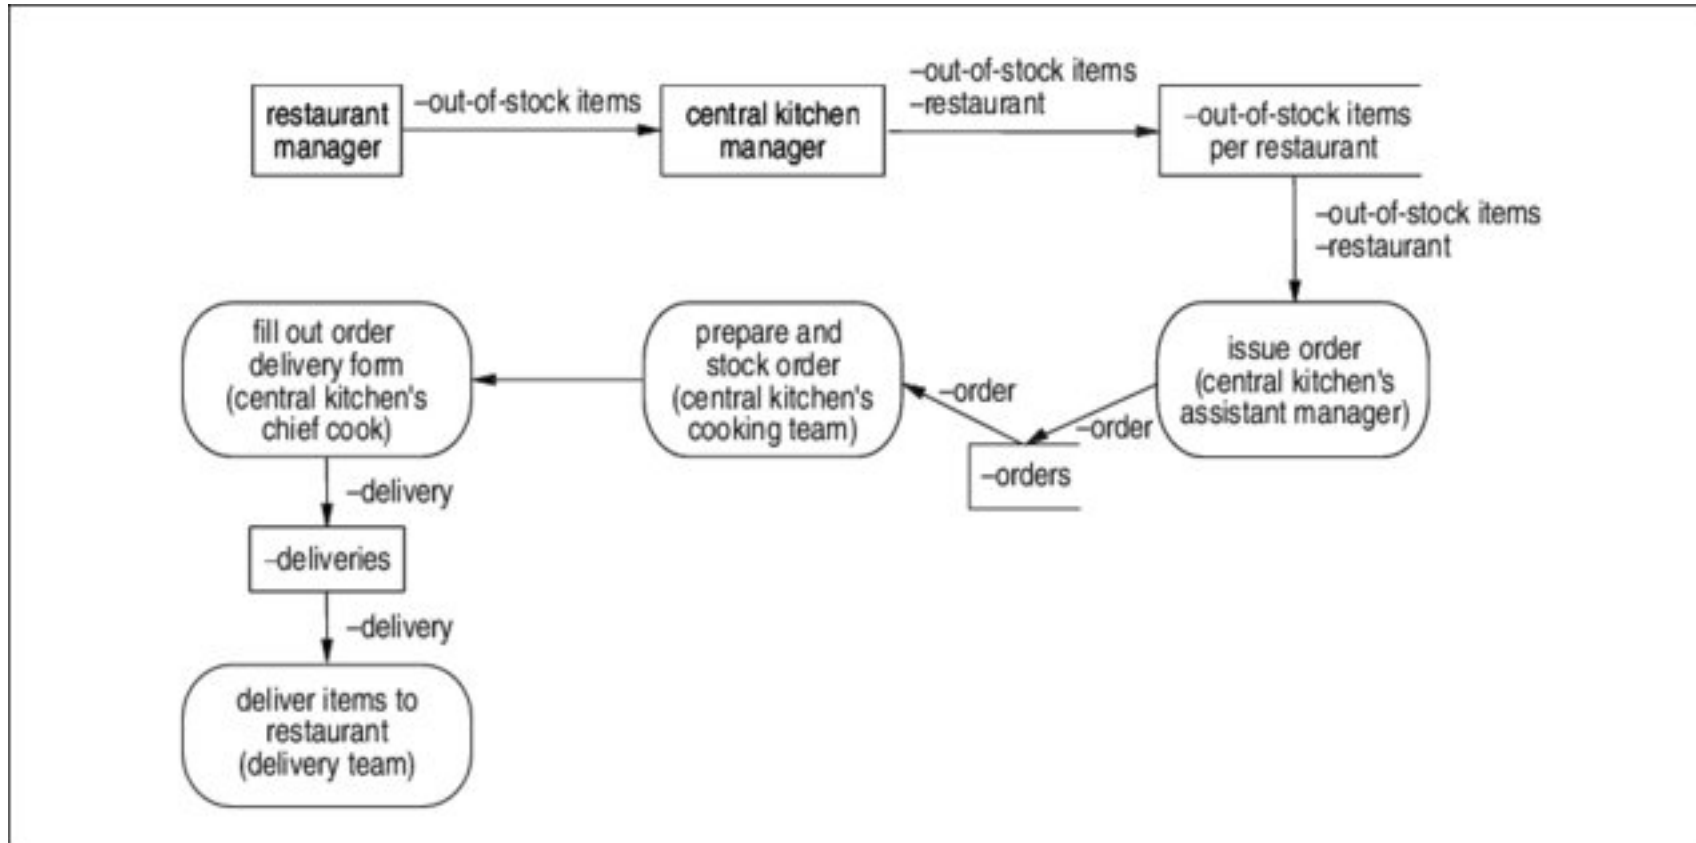 restaurant
manager
–out-of-stock items
central kitchen
manager
–out-of-stock items
–restaurant
–out-of-stock items
per restaurant
–out-of-stock items
–restaurant
issue order
(central kitchen's
assistant manager)
–order
–orders
–order
prepare and
stock order
(central kitchen's
cooking team)
fill out order
delivery form
(central kitchen's
chief cook)
–delivery
–deliveries
–delivery
deliver items to
restaurant
(delivery team)